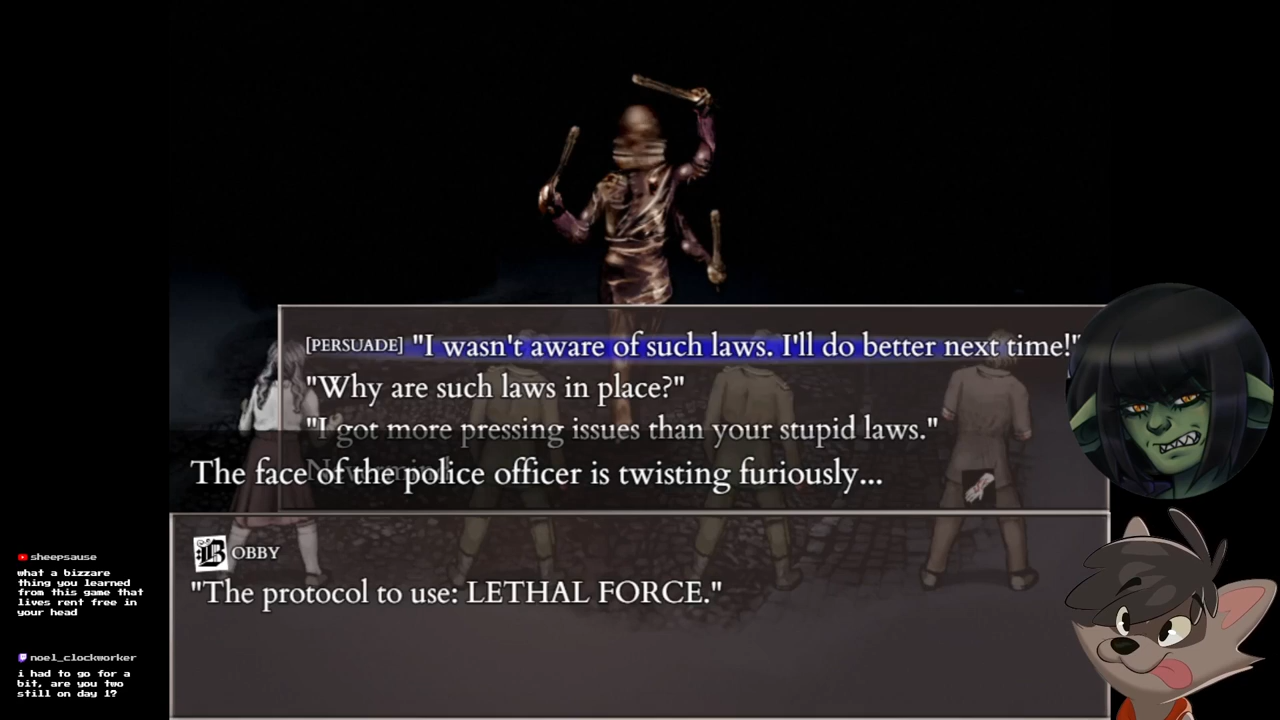 [PERSUADE] "I wasn't aware of such laws. I'll do better next time!"
"Why are such laws in place?"
"I got more pressing issues than your stupid laws."
Nevermind
The face of the police officer is twisting furiously...
BOBBY
"The protocol to use: LETHAL FORCE."
sheepsause
what a bizzare
thing you learned
from this game that
lives rent free in
your head
noel_clockworker
i had to go for a
bit, are you two
still on day 1?